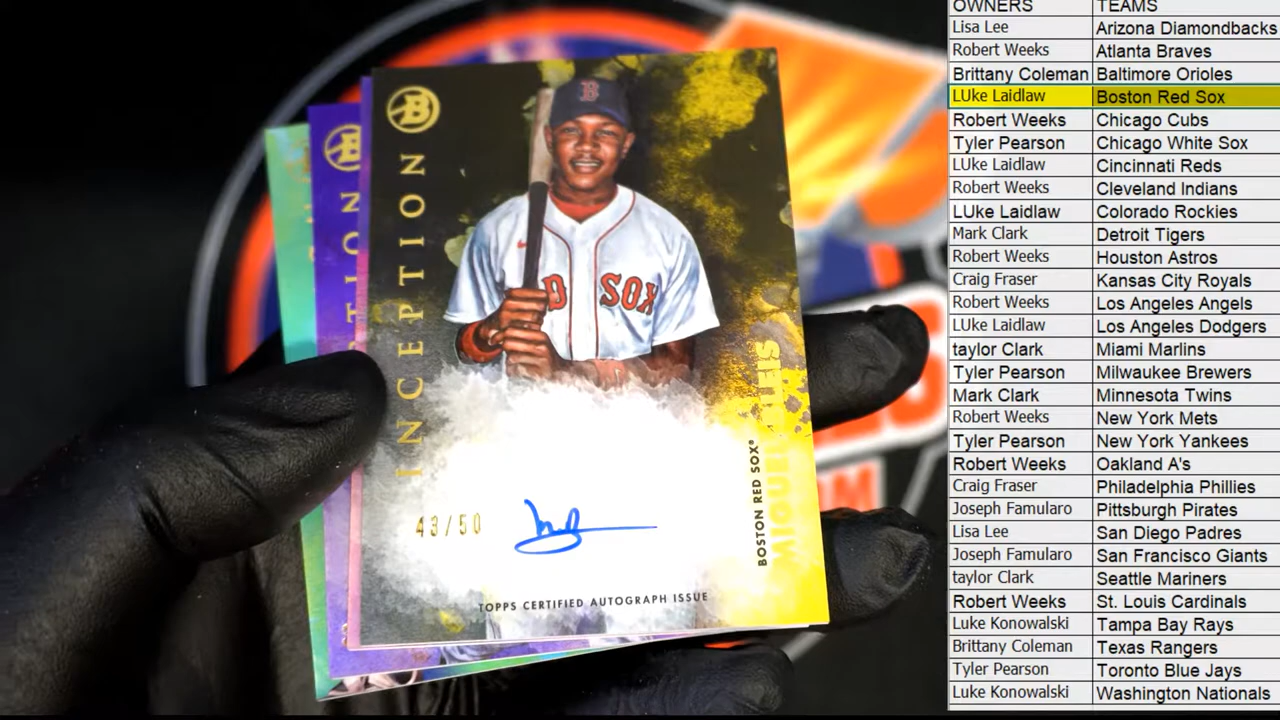 OWNERS TEAMS
Lisa Lee Arizona Diamondbacks
Robert Weeks Atlanta Braves
Brittany Coleman Baltimore Orioles
LUke Laidlaw Boston Red Sox
Robert Weeks Chicago Cubs
Tyler Pearson Chicago White Sox
LUke Laidlaw Cincinnati Reds
Robert Weeks Cleveland Indians
LUke Laidlaw Colorado Rockies
Mark Clark Detroit Tigers
Robert Weeks Houston Astros
Craig Fraser Kansas City Royals
Robert Weeks Los Angeles Angels
LUke Laidlaw Los Angeles Dodgers
taylor Clark Miami Marlins
Tyler Pearson Milwaukee Brewers
Mark Clark Minnesota Twins
Robert Weeks New York Mets
Tyler Pearson New York Yankees
Robert Weeks Oakland A's
Craig Fraser Philadelphia Phillies
Joseph Famularo Pittsburgh Pirates
Lisa Lee San Diego Padres
Joseph Famularo San Francisco Giants
taylor Clark Seattle Mariners
Robert Weeks St. Louis Cardinals
Luke Konowalski Tampa Bay Rays
Brittany Coleman Texas Rangers
Tyler Pearson Toronto Blue Jays
Luke Konowalski Washington Nationals
B
INCEPTION
B
D SOX
BOSTON RED SOX
43/50
TOPPS CERTIFIED AUTOGRAPH ISSUE